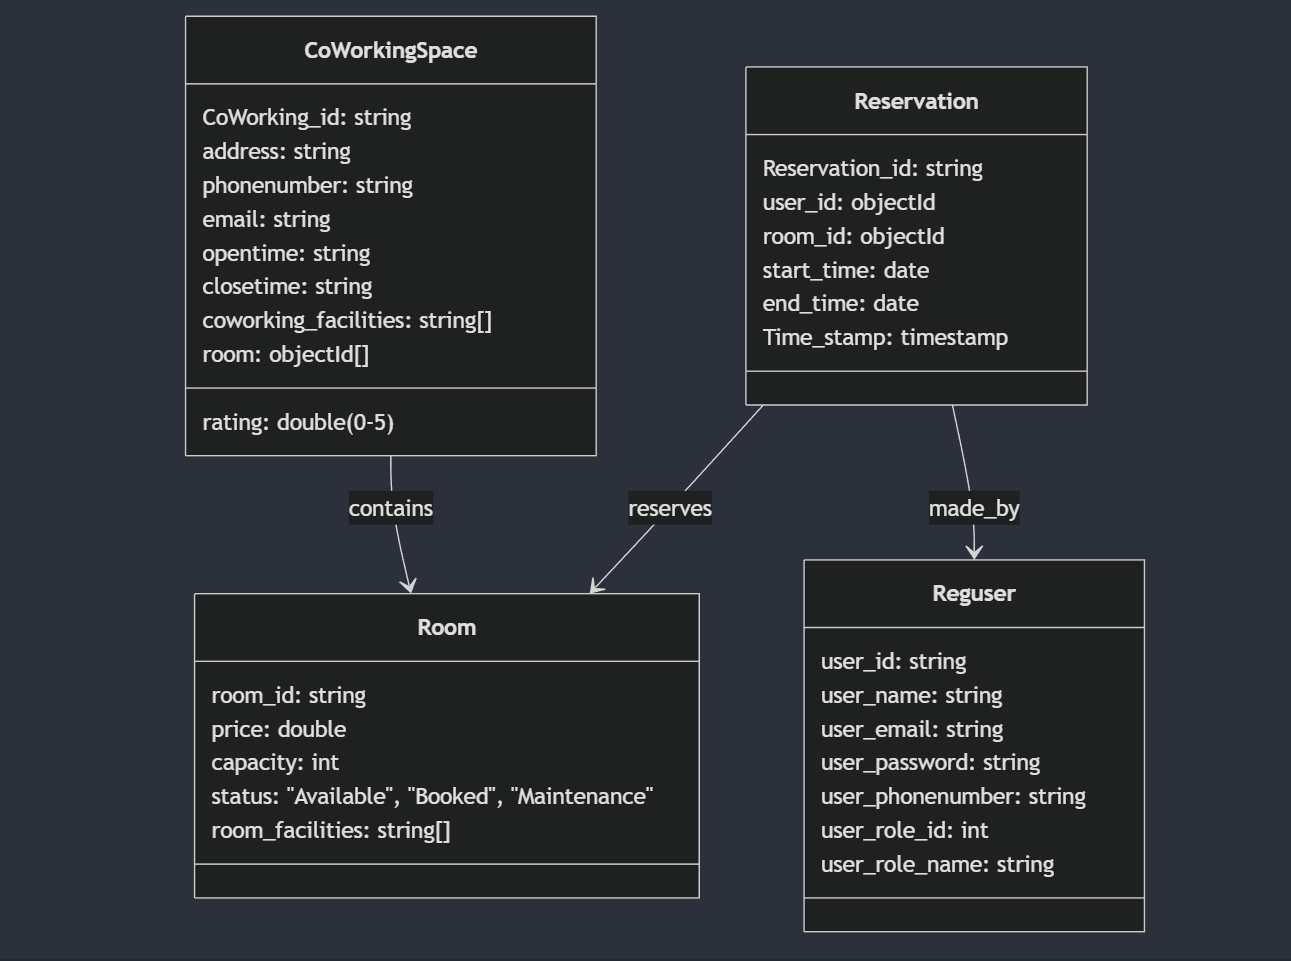 CoWorkingSpace
CoWorking_id: string
address: string
phonenumber: string
email: string
opentime: string
closetime: string
coworking_facilities: string[]
room: objectId[]
rating: double(0-5)
Reservation
Reservation_id: string
user_id: objectId
room_id: objectId
start_time: date
end_time: date
Time_stamp: timestamp
contains
reserves
made_by
Room
room_id: string
price: double
capacity: int
status: "Available", "Booked", "Maintenance"
room_facilities: string[]
Reguser
user_id: string
user_name: string
user_email: string
user_password: string
user_phonenumber: string
user_role_id: int
user_role_name: string